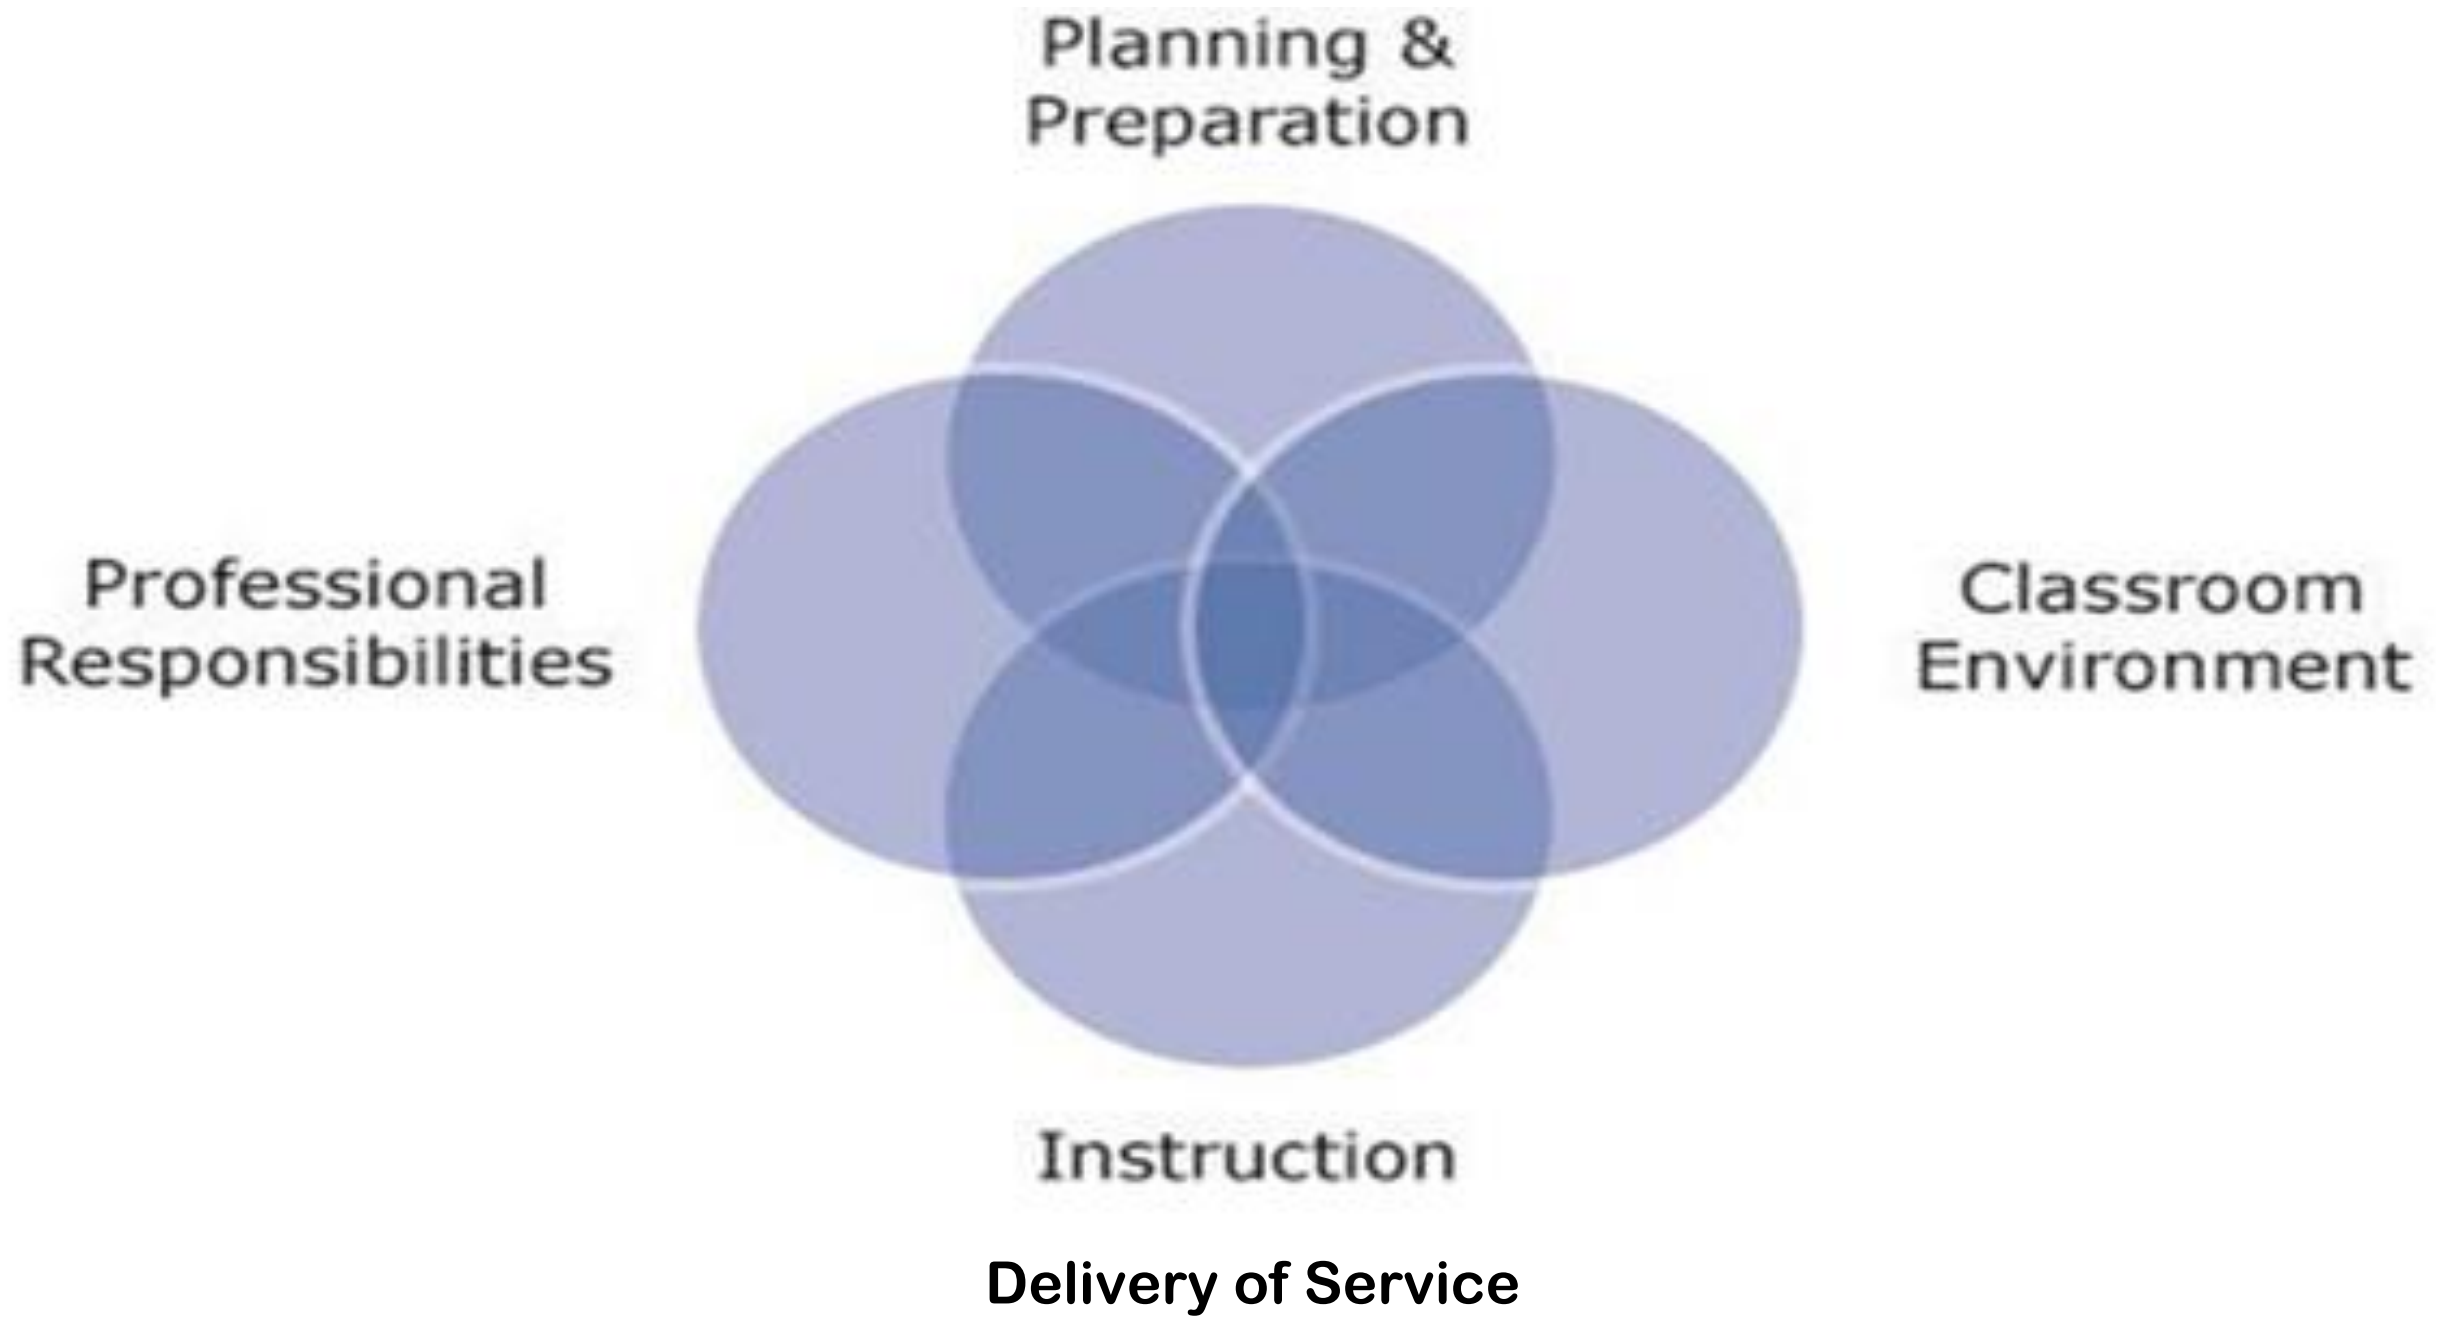 Planning &
Preparation
Professional
Responsibilities
Classroom
Environment
Instruction
Delivery of Service